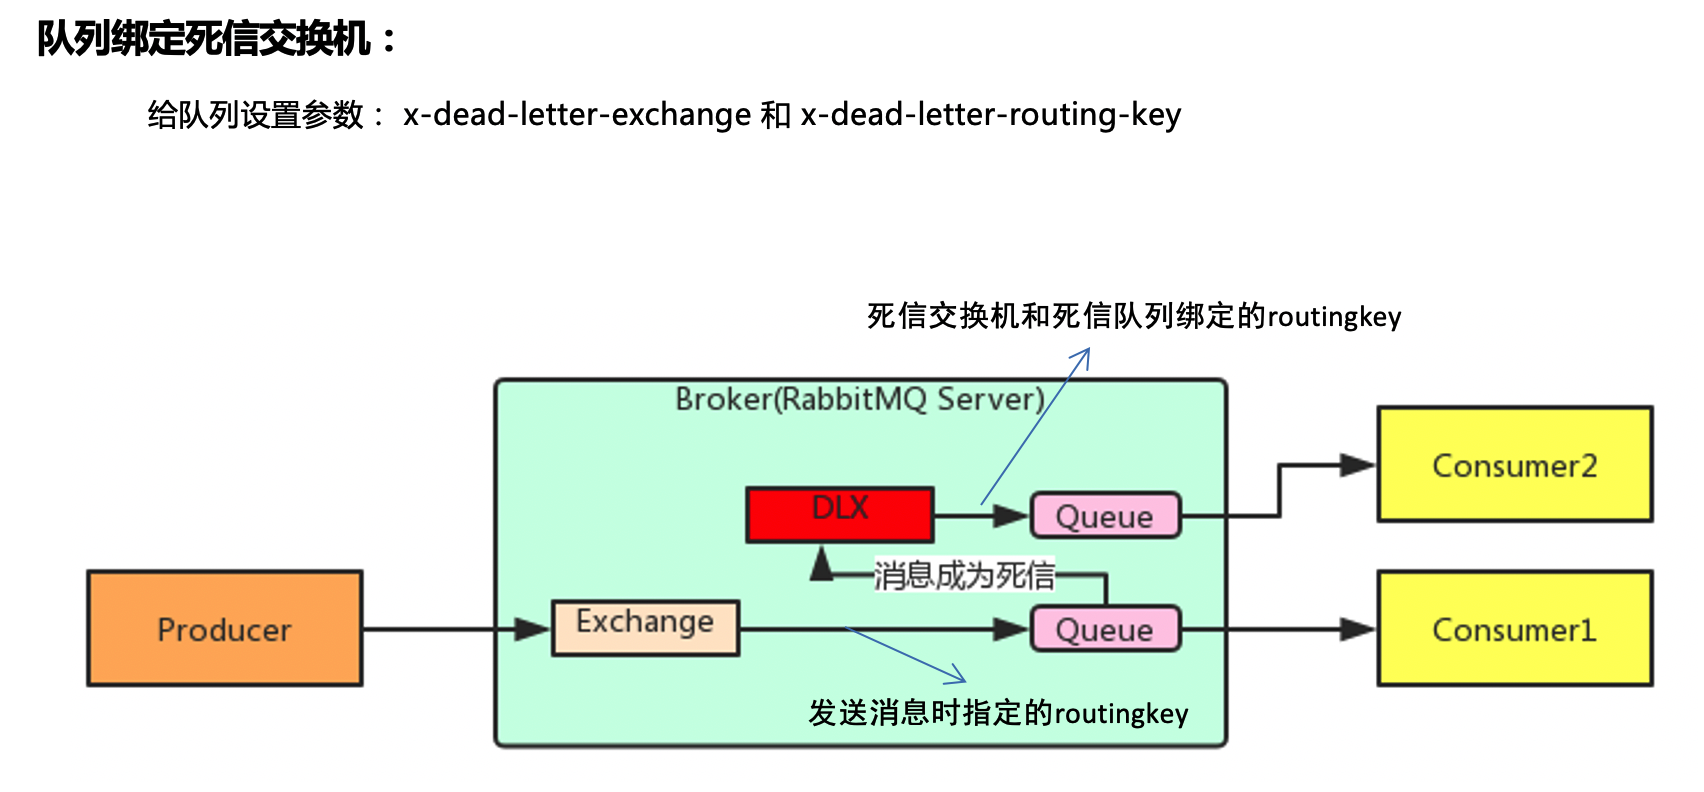 队列绑定死信交换机：
给队列设置参数： x-dead-letter-exchange 和 x-dead-letter-routing-key
死信交换机和死信队列绑定的routingkey
Broker(RabbitMQ Server)
Consumer2
DLX
Queue
消息成为死信
Producer
Exchange
Queue
Consumer1
发送消息时指定的routingkey